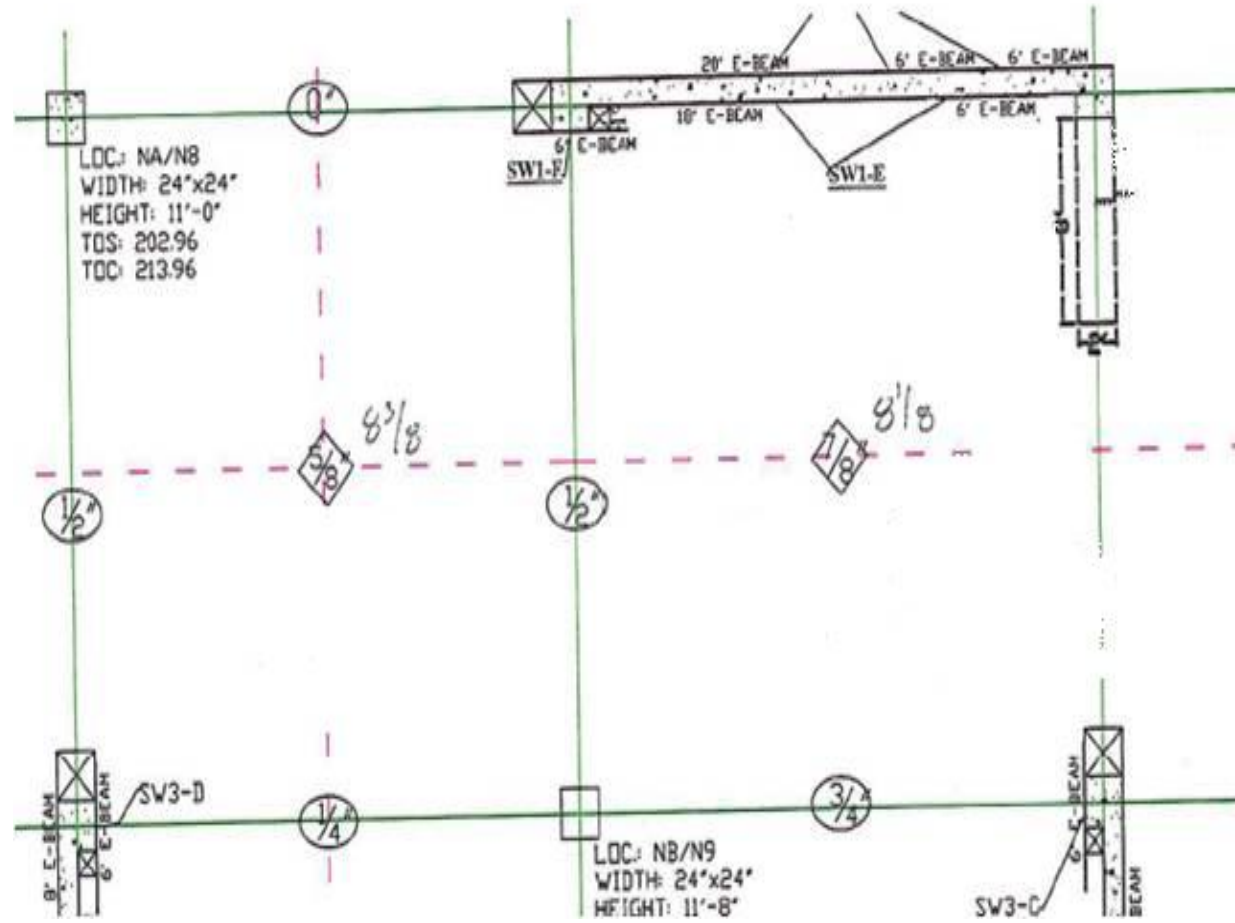 20' E-BEAM
6' E-BEAM
6' E-BEAM
0"
18' E-BEAM
6' E-BEAM
6' E-BEAM
SW1-F
SW1-E
LOC.: NA/N8
WIDTH: 24"x24"
HEIGHT: 11'-0"
TOS: 202.96
TOC: 213.96
8 3/8
5/8"
8 1/8
7/8"
1/2"
1/2"
SW3-D
8' E-BEAM
6' E-BEAM
1/4"
3/4"
6' E-BEAM
BEAM
LOC.: NB/N9
WIDTH: 24"x24"
HEIGHT: 11'-8"
SW3-C